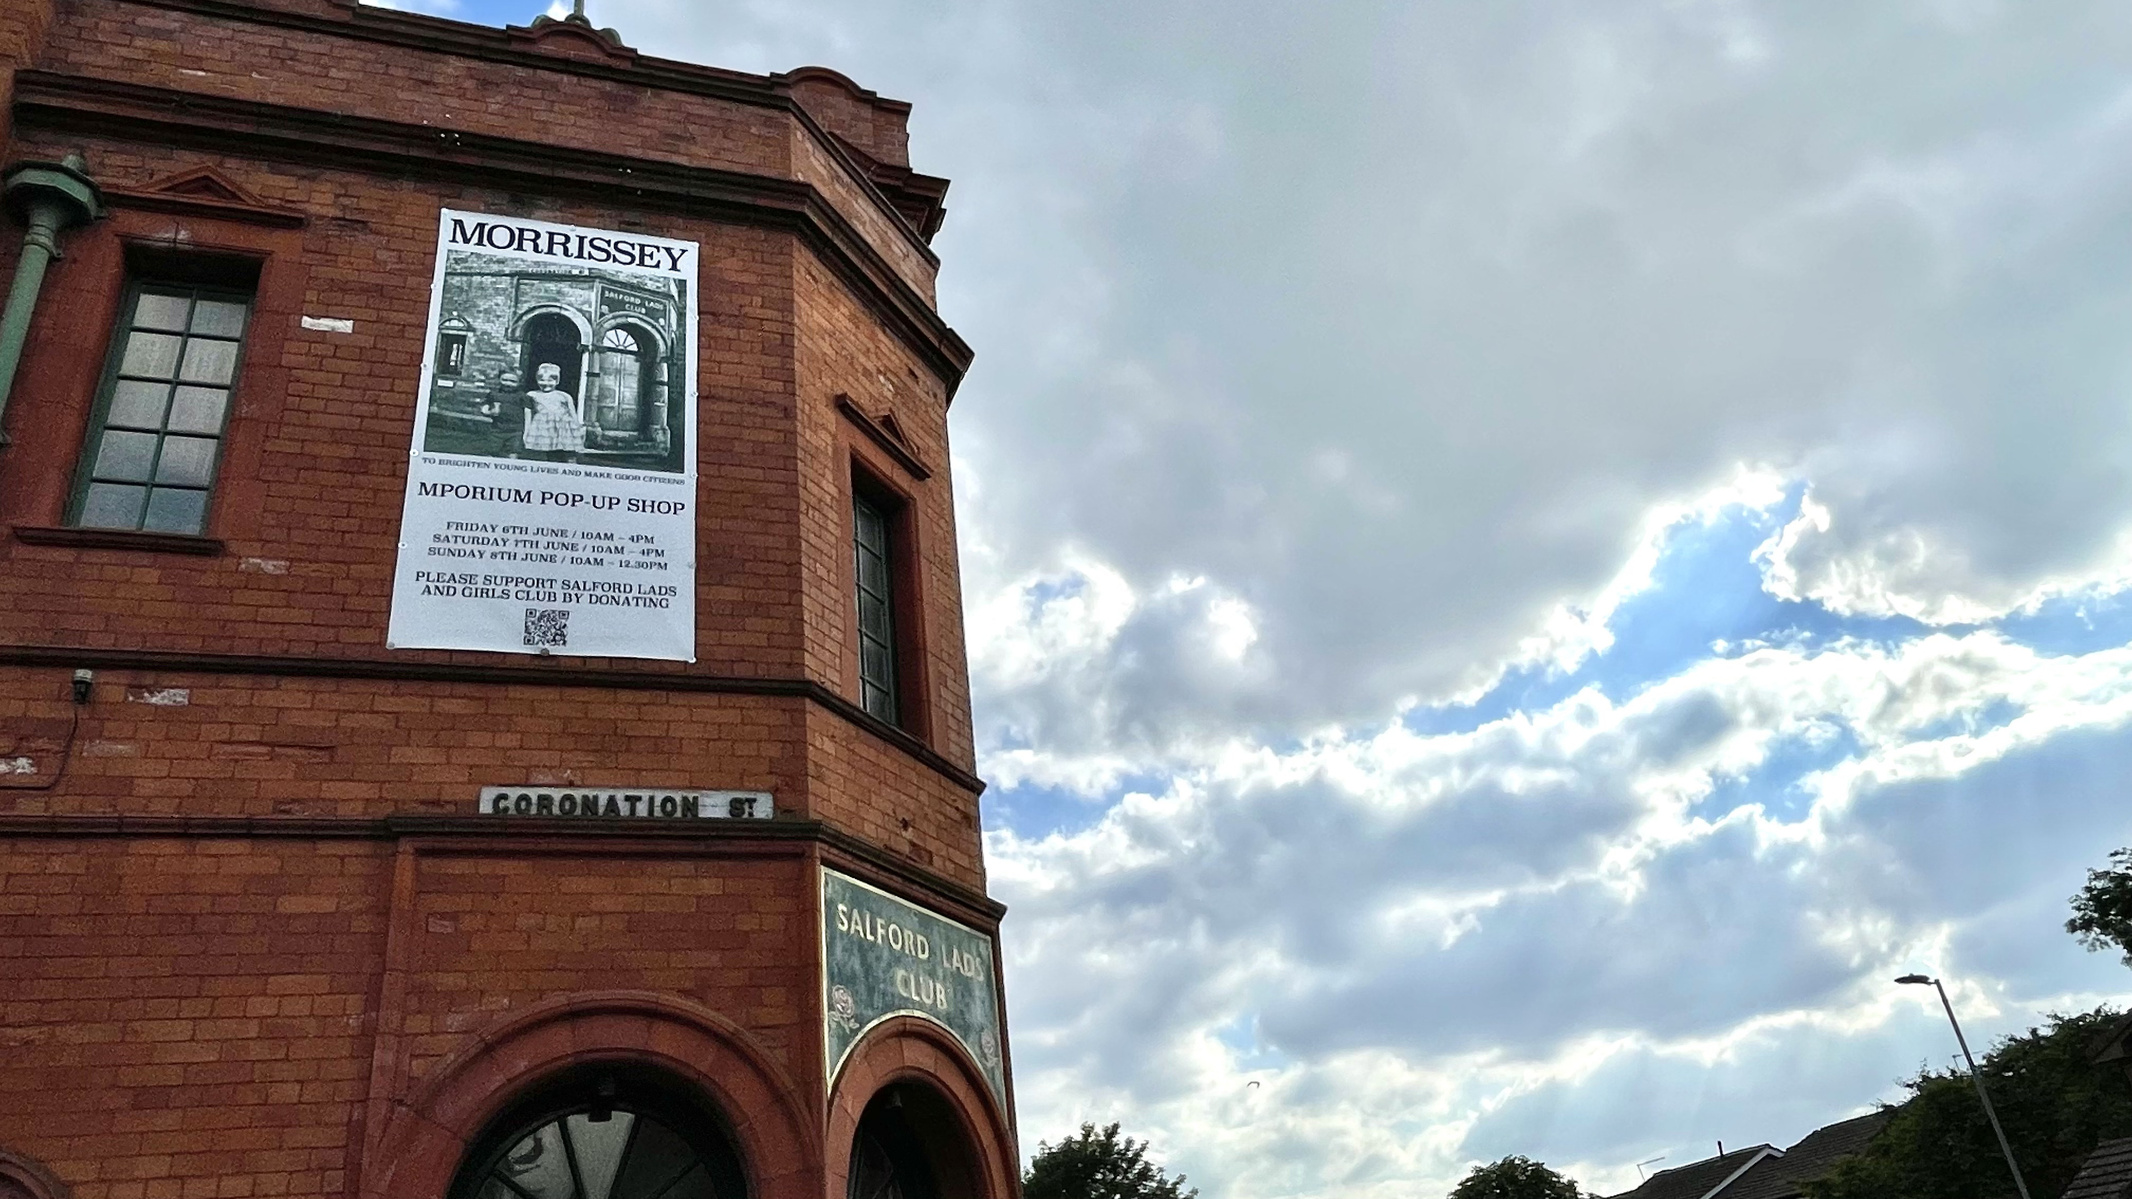 MORRISSEY
SALFORD LADS
CLUB
TO BRIGHTEN YOUNG LIVES AND MAKE GOOD CITIZENS
MPORIUM POP-UP SHOP
FRIDAY 6TH JUNE / 10AM – 4PM
SATURDAY 7TH JUNE / 10AM – 4PM
SUNDAY 8TH JUNE / 10AM – 12.30PM
PLEASE SUPPORT SALFORD LADS
AND GIRLS CLUB BY DONATING
CORONATION ST
SALFORD LADS
CLUB